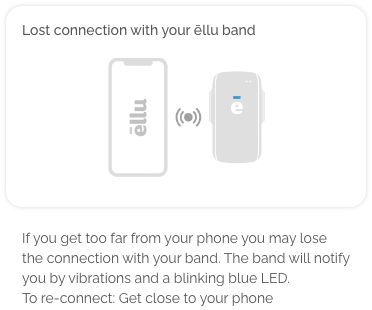 Lost connection with your ēllu band
ēllu
ē
If you get too far from your phone you may lose
the connection with your band. The band will notify
you by vibrations and a blinking blue LED.
To re-connect: Get close to your phone